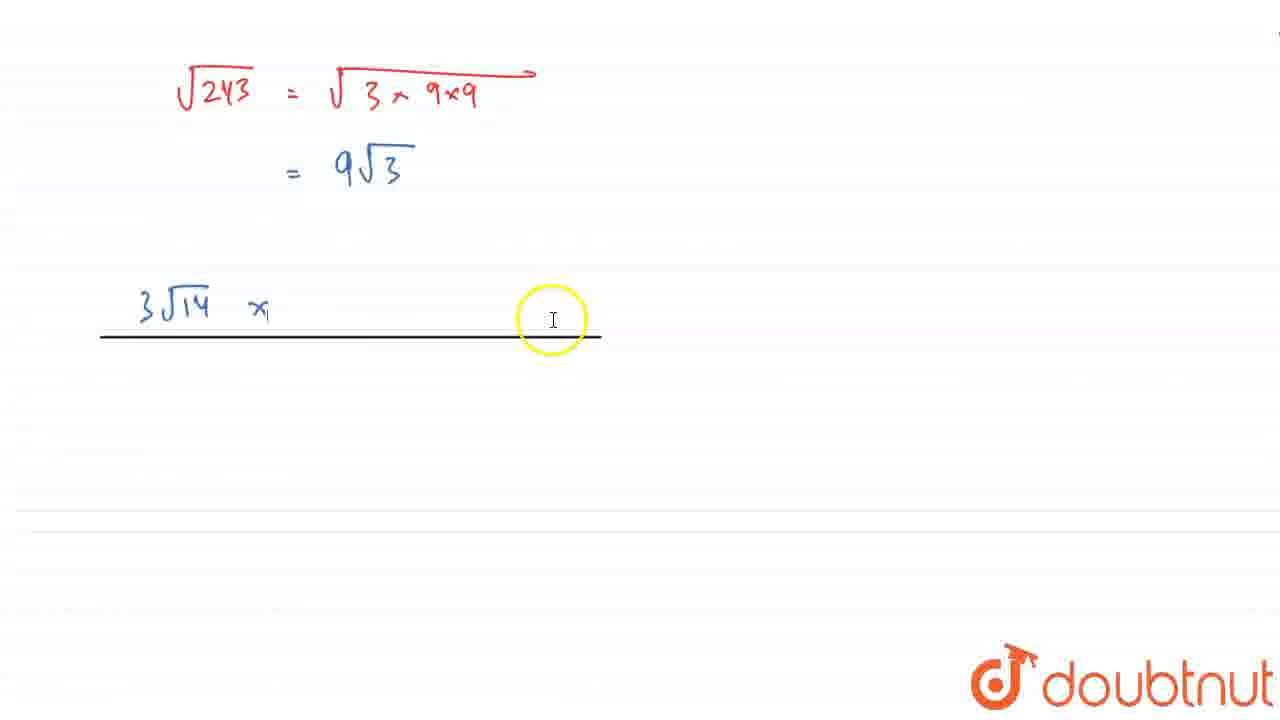 √243 = √3 × 9×9
= 9√3
3√14 ×
doubtnut